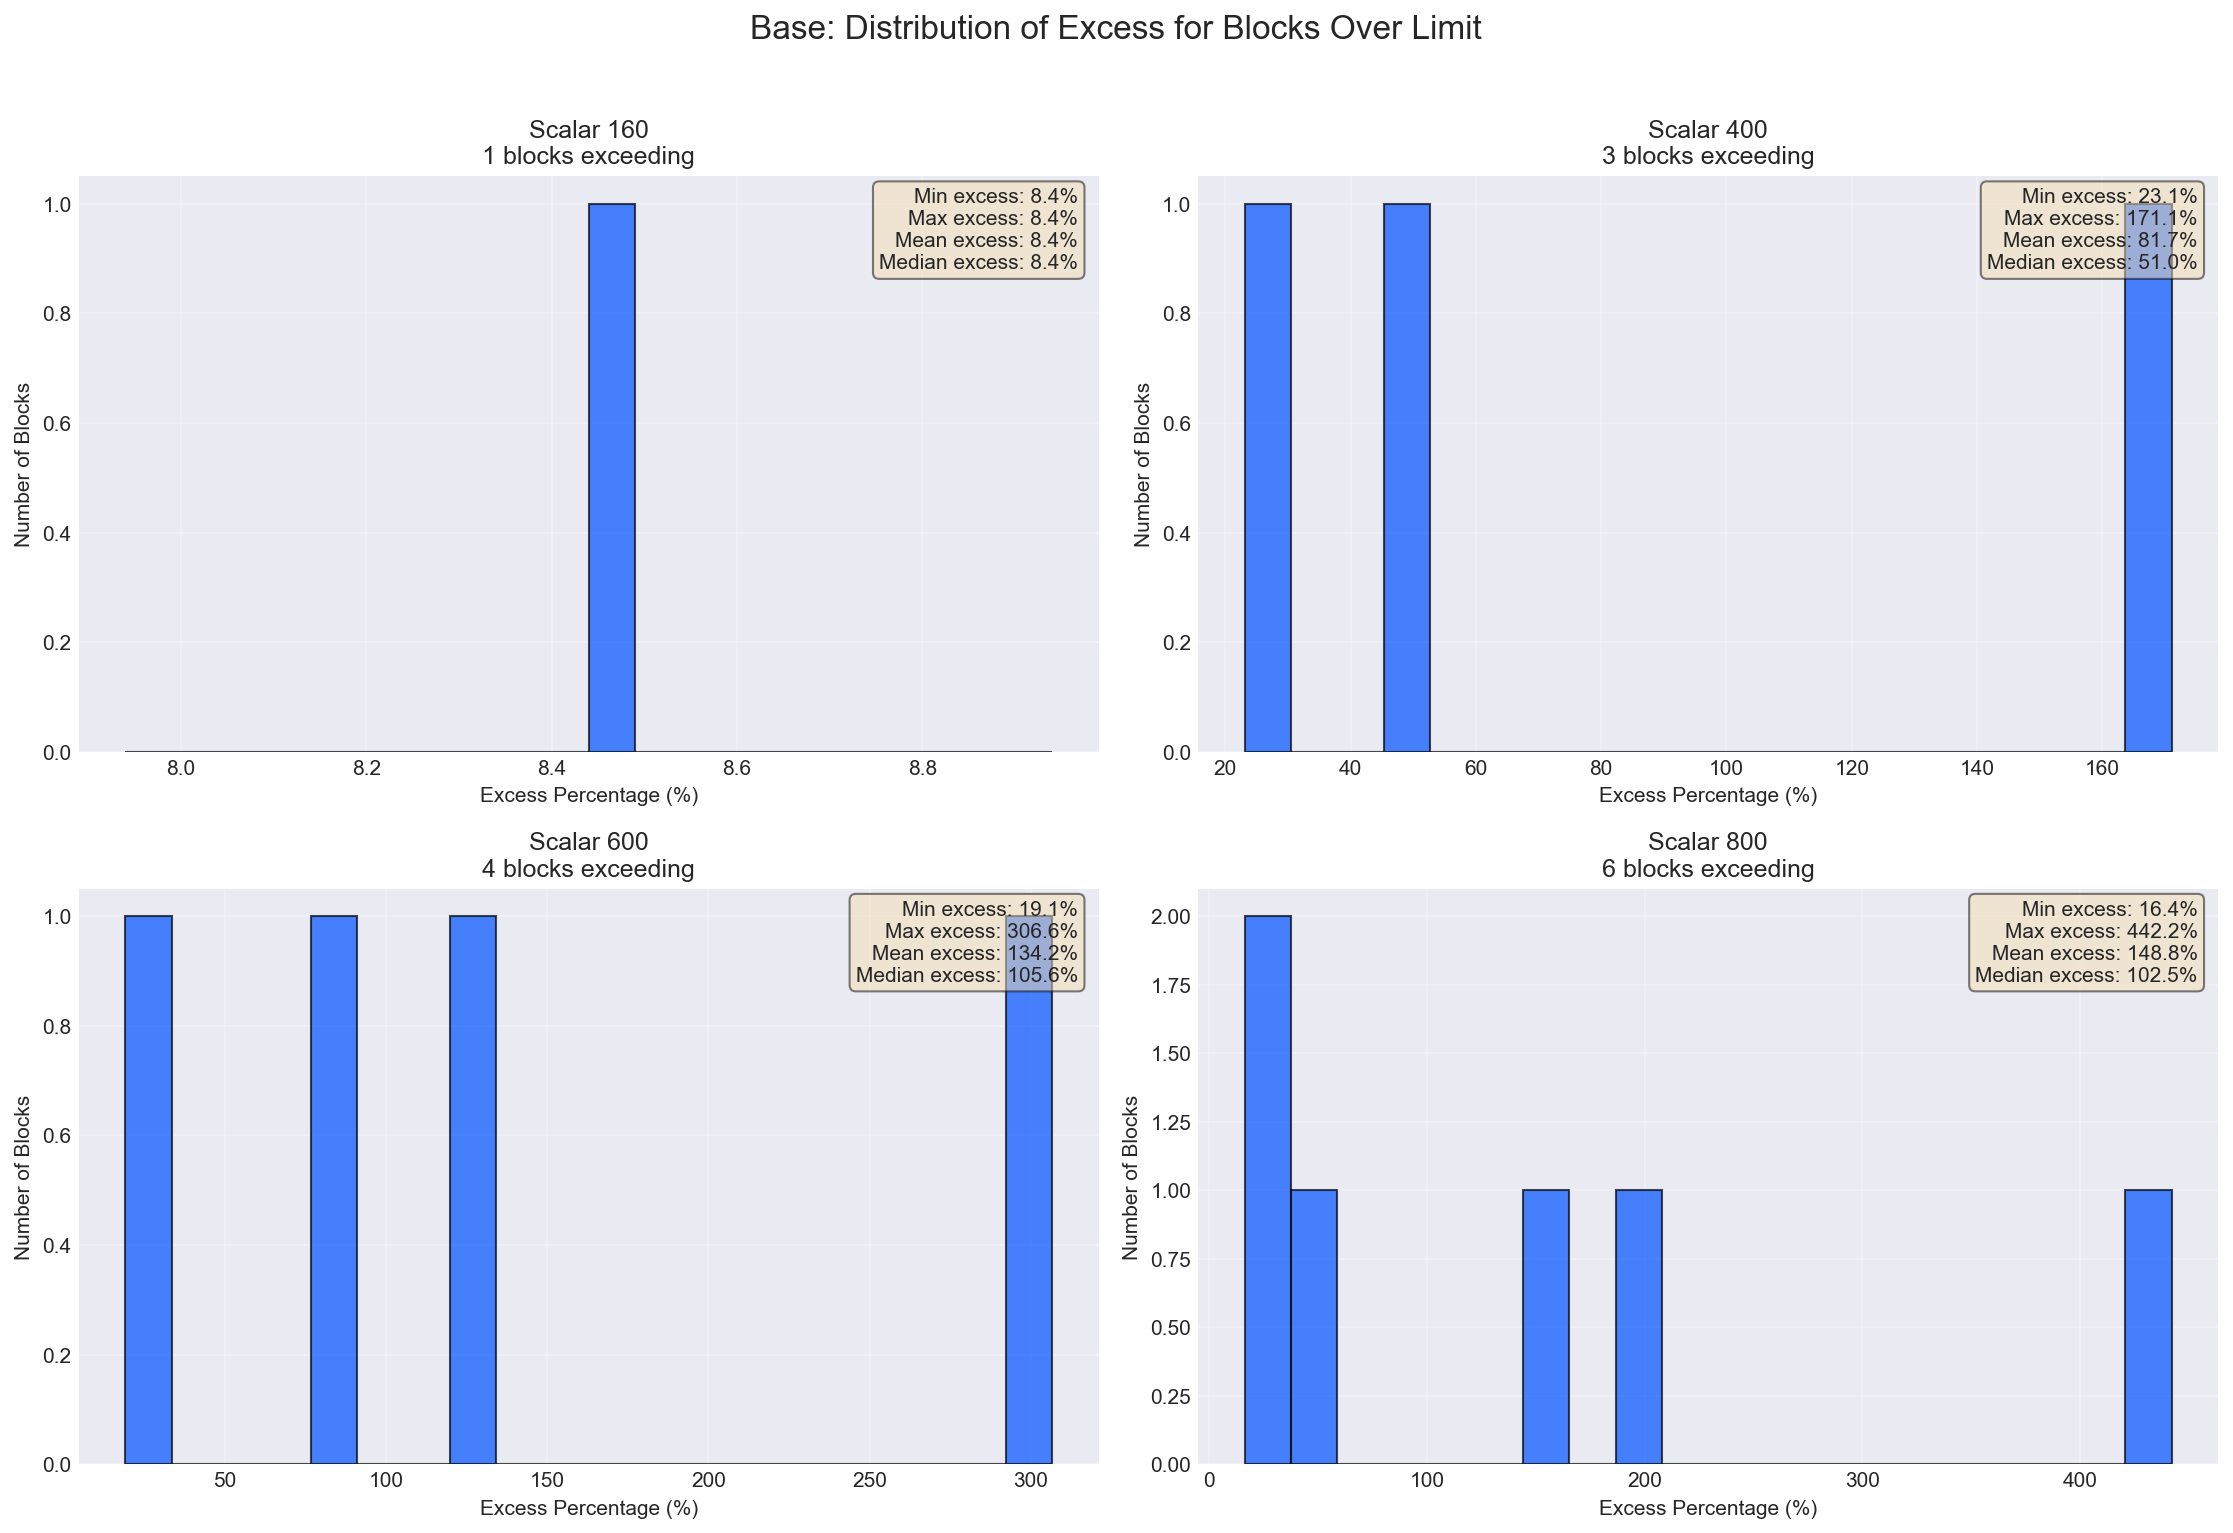 Base: Distribution of Excess for Blocks Over Limit
Scalar 160
1 blocks exceeding
Min excess: 8.4%
Max excess: 8.4%
Mean excess: 8.4%
Median excess: 8.4%
Number of Blocks
1.0
0.8
0.6
0.4
0.2
0.0
8.0 8.2 8.4 8.6 8.8
Excess Percentage (%)
Scalar 400
3 blocks exceeding
Min excess: 23.1%
Max excess: 171.1%
Mean excess: 81.7%
Median excess: 51.0%
Number of Blocks
1.0
0.8
0.6
0.4
0.2
0.0
20 40 60 80 100 120 140 160
Excess Percentage (%)
Scalar 600
4 blocks exceeding
Min excess: 19.1%
Max excess: 306.6%
Mean excess: 134.2%
Median excess: 105.6%
Number of Blocks
1.0
0.8
0.6
0.4
0.2
0.0
50 100 150 200 250 300
Excess Percentage (%)
Scalar 800
6 blocks exceeding
Min excess: 16.4%
Max excess: 442.2%
Mean excess: 148.8%
Median excess: 102.5%
Number of Blocks
2.00
1.75
1.50
1.25
1.00
0.75
0.50
0.25
0.00
0 100 200 300 400
Excess Percentage (%)